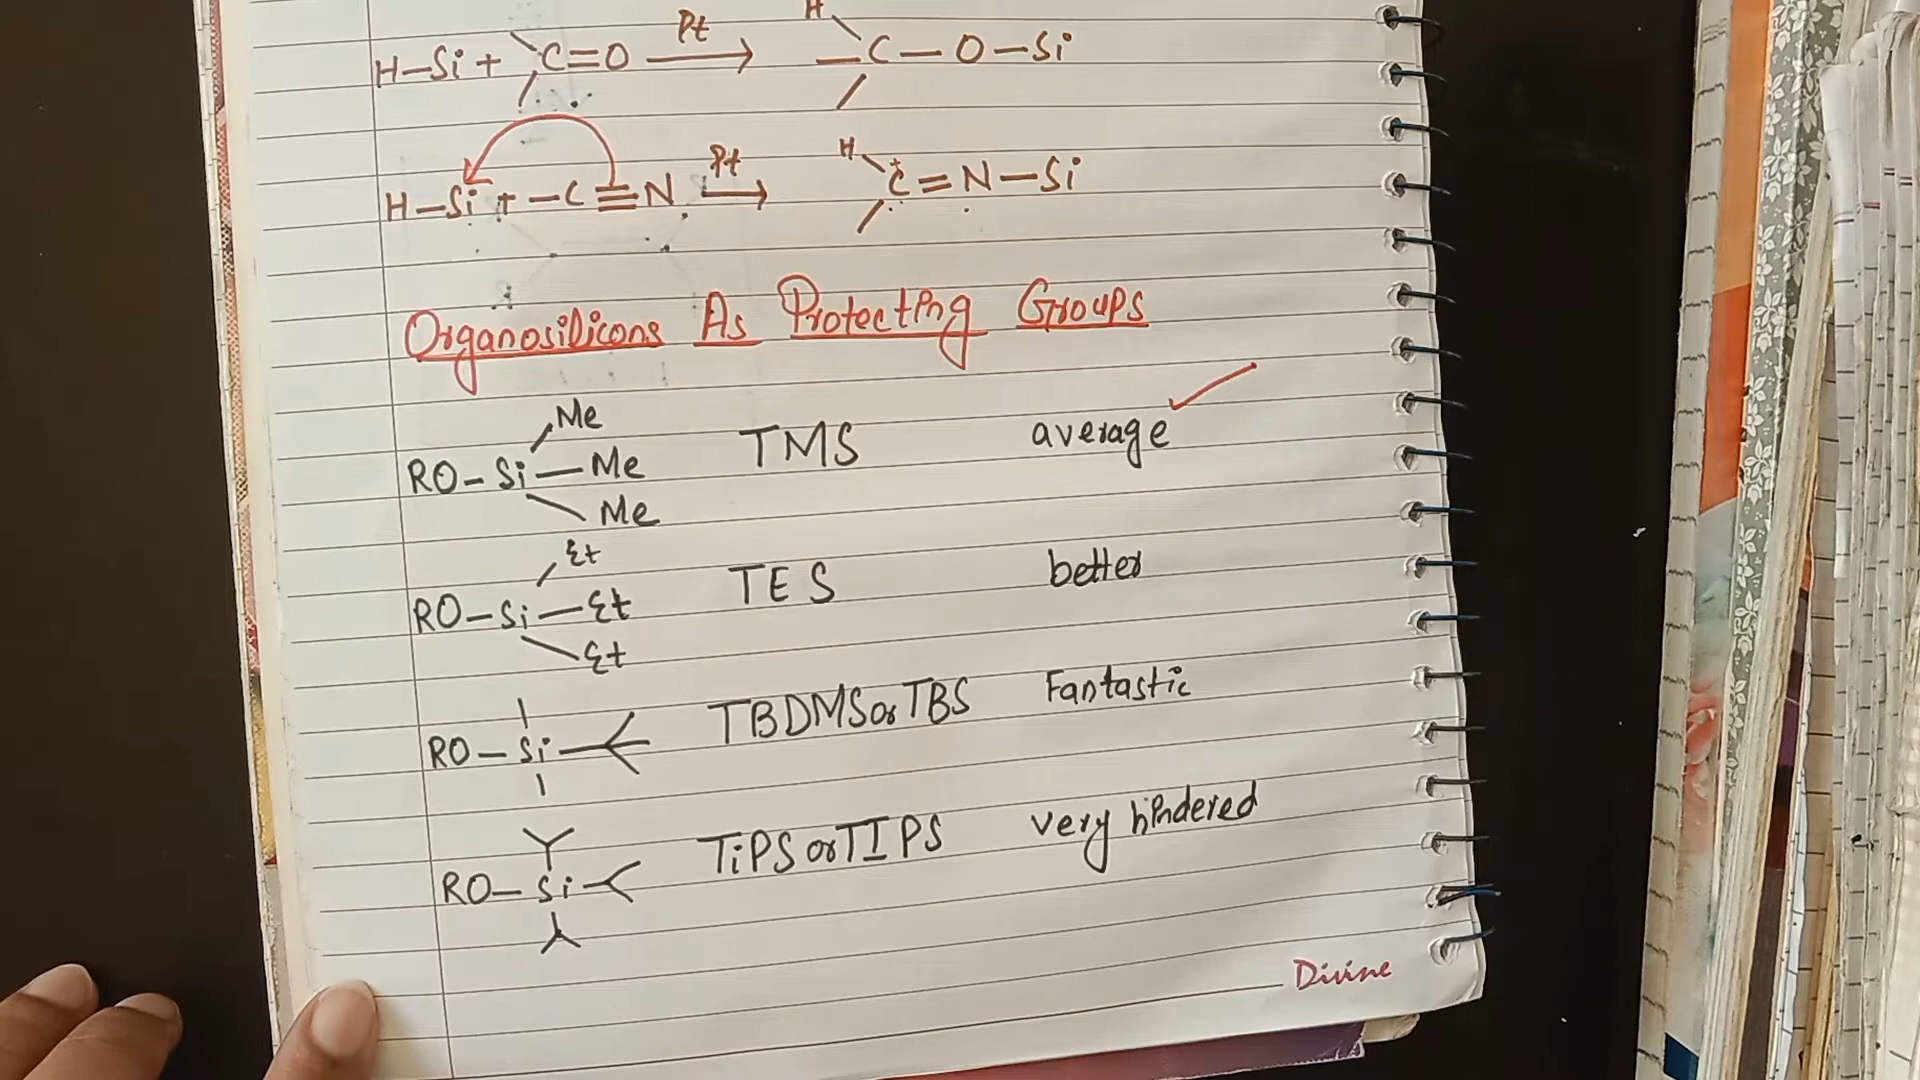 H-Si + C=O Pt → H C-O-Si
H-Si + -C≡N Pt → H C⁺=N-Si
Organosilicons As Protecting Groups
RO-Si Me Me Me TMS average ✓
RO-Si Et Et Et TES better
RO-Si TBDMS or TBS Fantastic
RO-Si TiPS or TIPS very hindered
Divine